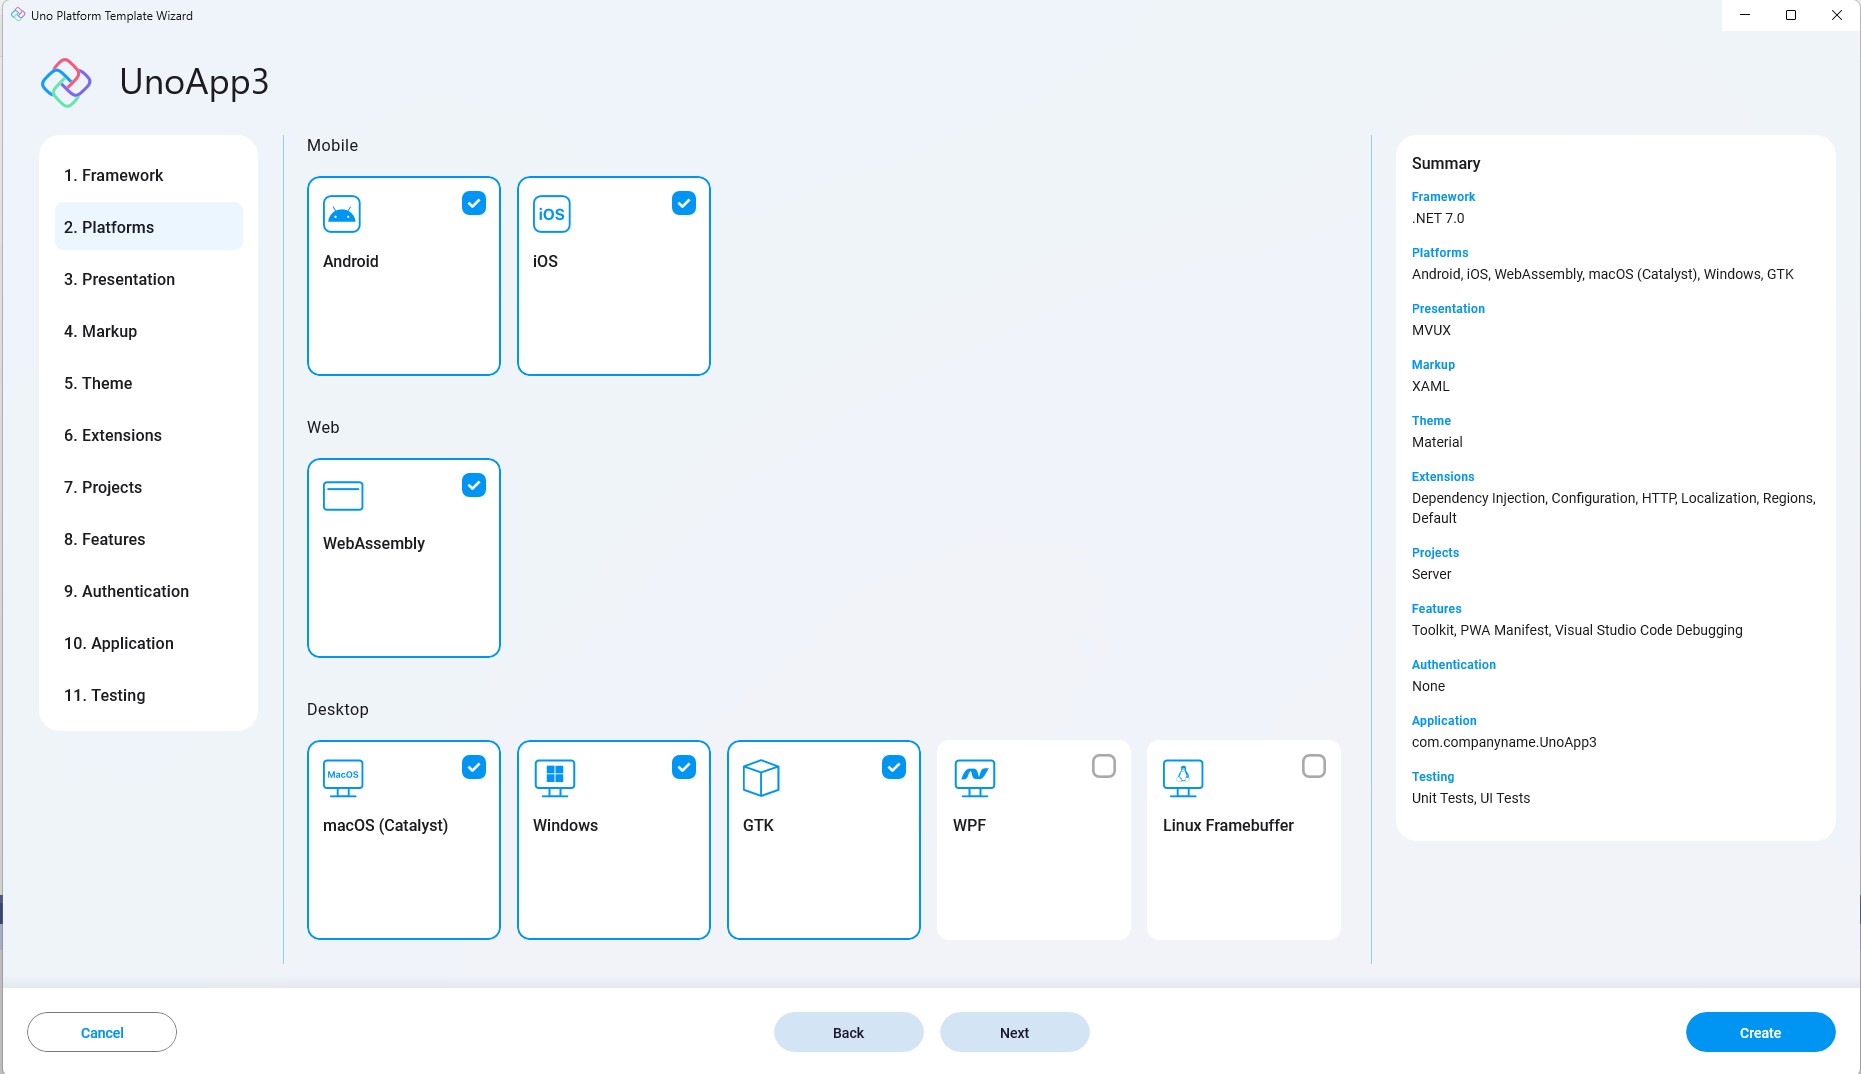 Uno Platform Template Wizard
UnoApp3
1. Framework
2. Platforms
3. Presentation
4. Markup
5. Theme
6. Extensions
7. Projects
8. Features
9. Authentication
10. Application
11. Testing
Mobile
Android
iOS
iOS
Web
WebAssembly
Desktop
MacOS
macOS (Catalyst)
Windows
GTK
WPF
Linux Framebuffer
Summary
Framework
.NET 7.0
Platforms
Android, iOS, WebAssembly, macOS (Catalyst), Windows, GTK
Presentation
MVUX
Markup
XAML
Theme
Material
Extensions
Dependency Injection, Configuration, HTTP, Localization, Regions,
Default
Projects
Server
Features
Toolkit, PWA Manifest, Visual Studio Code Debugging
Authentication
None
Application
com.companyname.UnoApp3
Testing
Unit Tests, UI Tests
Cancel
Back
Next
Create